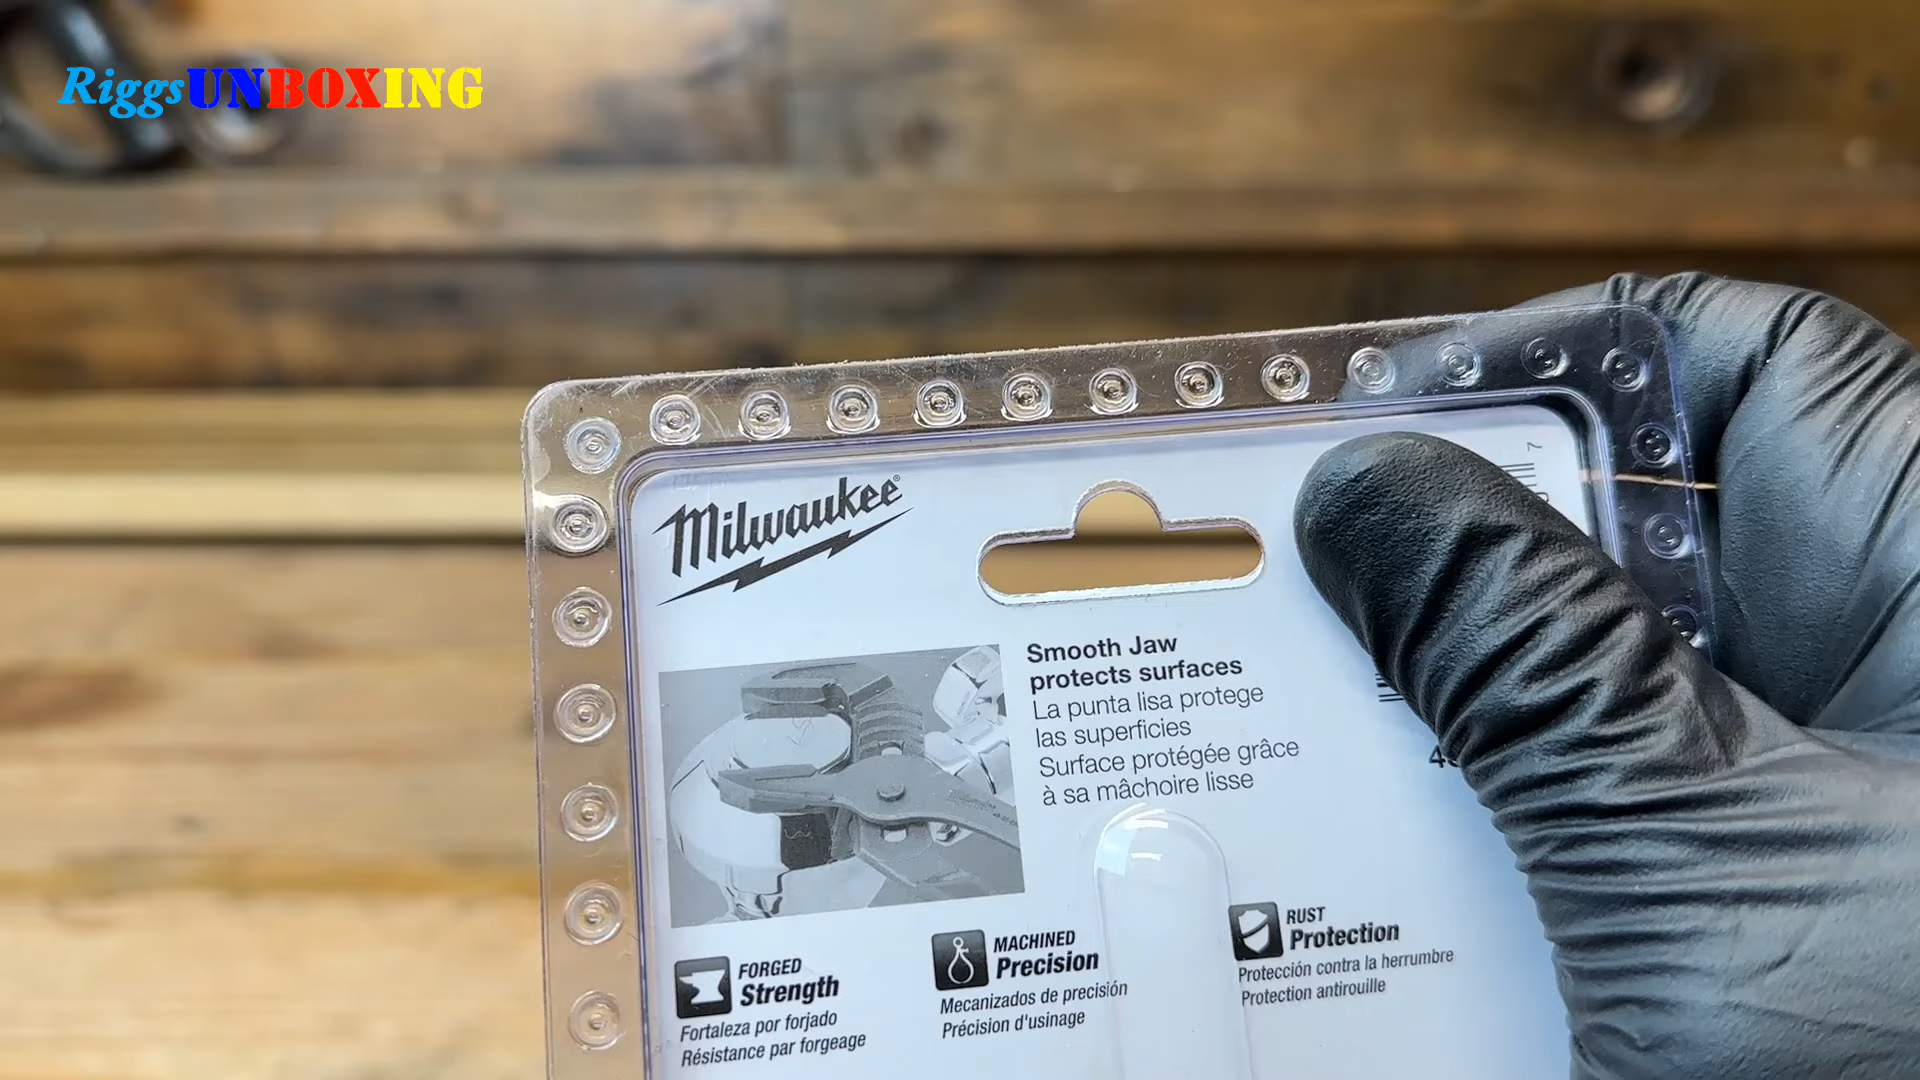 RiggsUNBOXING
Milwaukee®
Smooth Jaw
protects surfaces
La punta lisa protege
las superficies
Surface protégée grâce
à sa mâchoire lisse
FORGED
Strength
Fortaleza por forjado
Résistance par forgeage
MACHINED
Precision
Mecanizados de precisión
Précision d'usinage
RUST
Protection
Protección contra la herrumbre
Protection antirouille
7